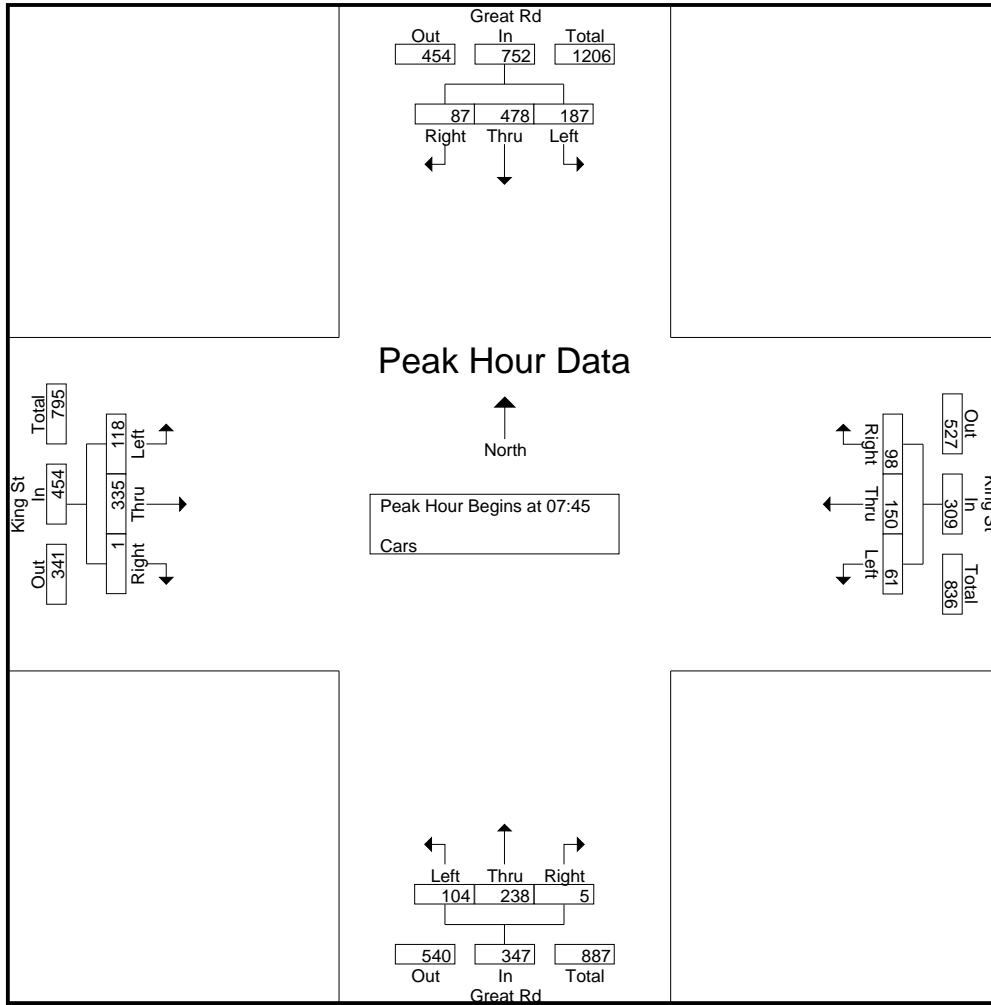 Great Rd
Out In Total
454 752 1206
87 478 187
Right Thru Left
Peak Hour Data
North
Peak Hour Begins at 07:45
Cars
King St
Total In Out
795 454 341
118 335 1
Left Thru Right
King St
Out In Total
527 309 836
98 150 61
Right Thru Left
Left Thru Right
104 238 5
540 347 887
Out In Total
Great Rd